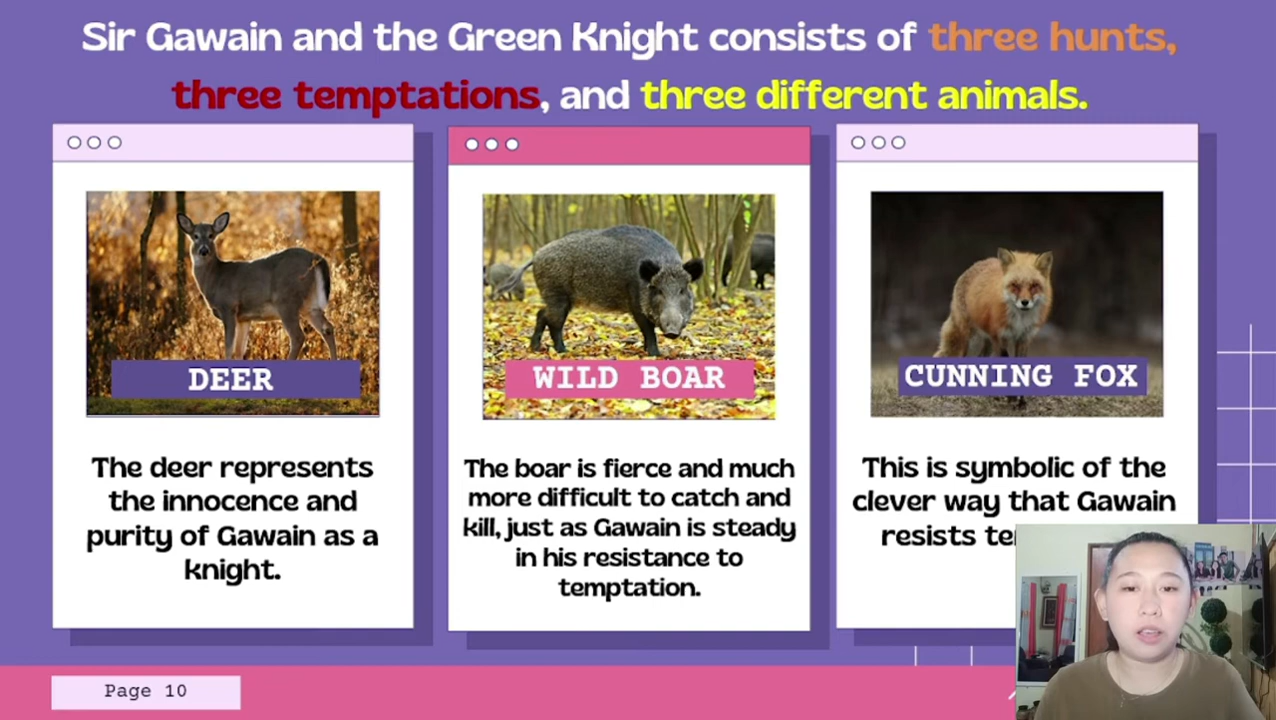 Sir Gawain and the Green Knight consists of three hunts,
three temptations, and three different animals.
DEER
The deer represents
the innocence and
purity of Gawain as a
knight.
WILD BOAR
The boar is fierce and much
more difficult to catch and
kill, just as Gawain is steady
in his resistance to
temptation.
CUNNING FOX
This is symbolic of the
clever way that Gawain
resists
Page 10